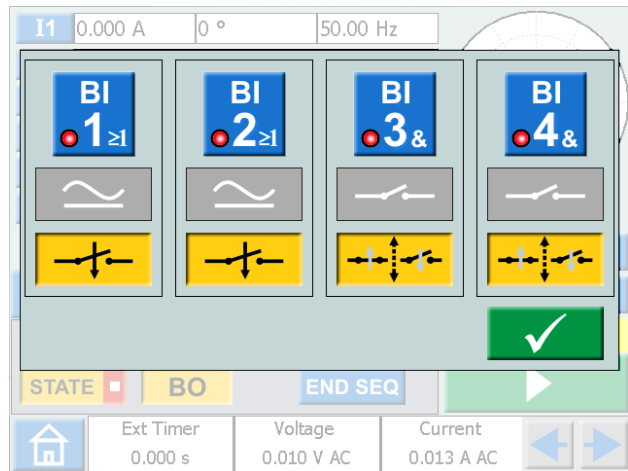 I1 0.000 A 0 ° 50.00 Hz
BI BI BI BI
1≥1 2≥1 3& 4&
STATE BO END SEQ
Ext Timer Voltage Current
0.000 s 0.010 V AC 0.013 A AC